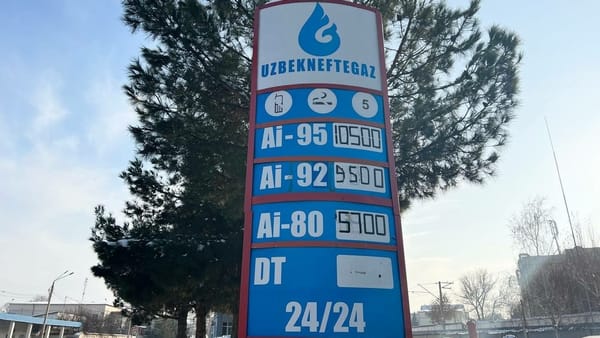 UZBEKNEFTEGAZ
5
Ai-95 10500
Ai-92 9500
Ai-80 5700
DT
24/24